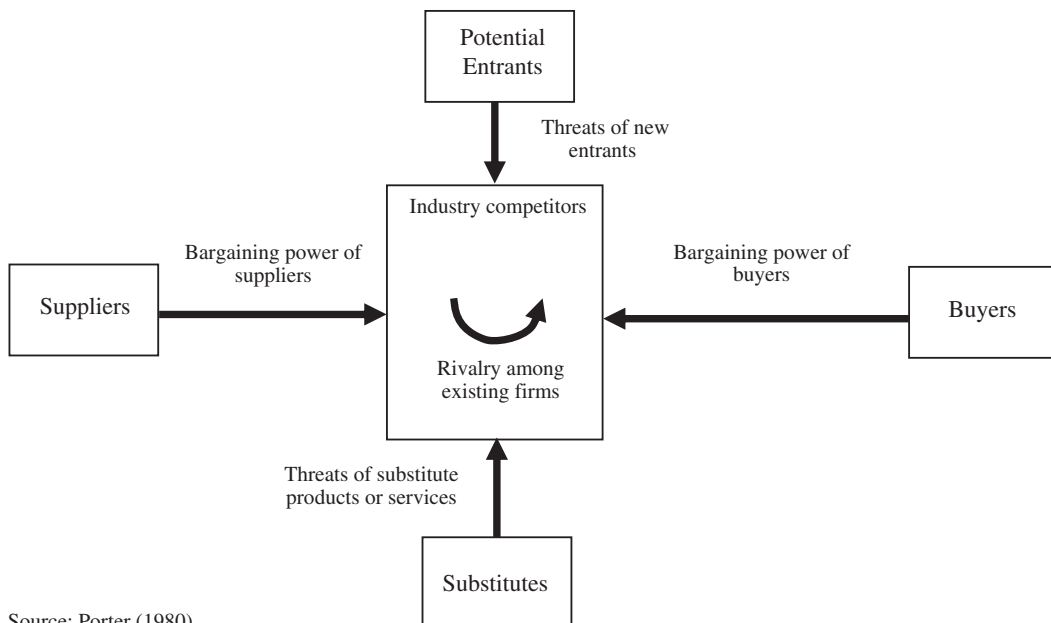 Potential
Entrants
Threats of new
entrants
Industry competitors
Bargaining power of
suppliers
Bargaining power of
buyers
Suppliers
Buyers
Rivalry among
existing firms
Threats of substitute
products or services
Substitutes
Source: Porter (1980)